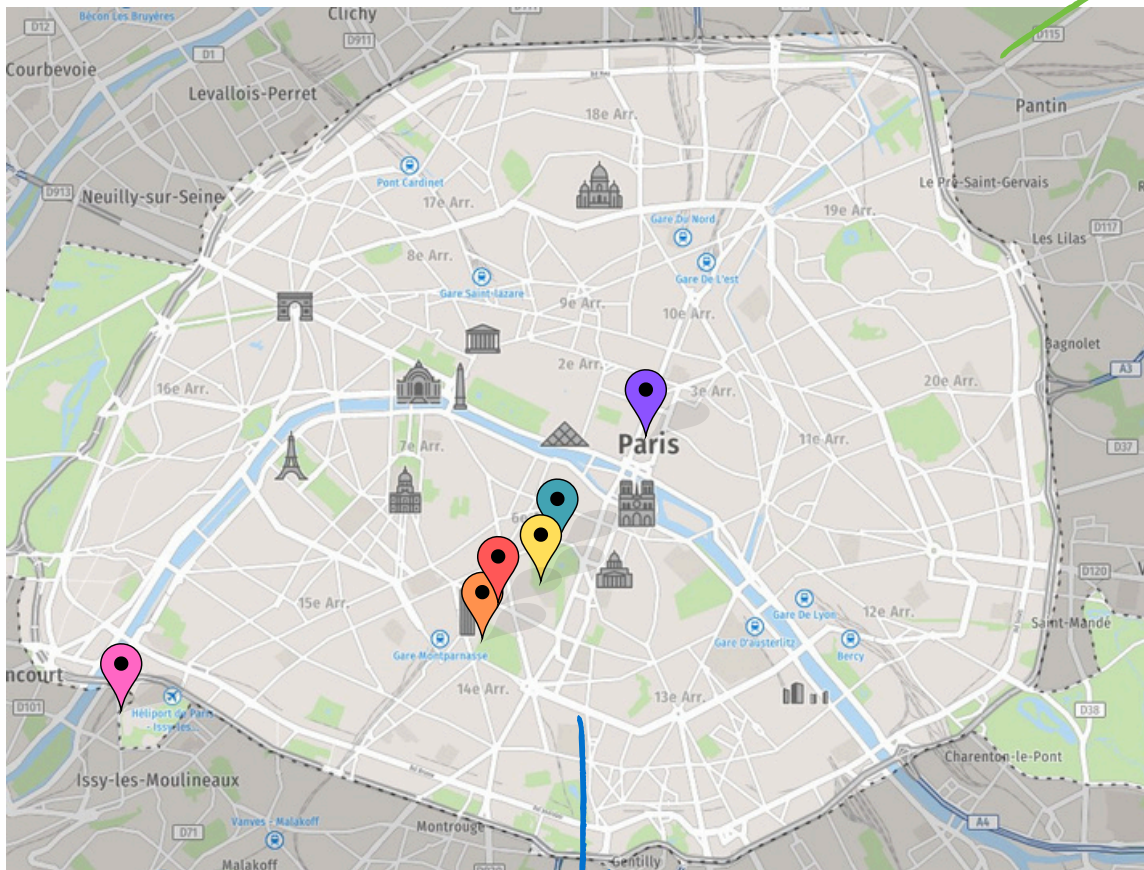 Bécon Les Bruyères
Clichy
D12
D911
D115
D1
Courbevoie
Levallois-Perret
bd Ney
Pantin
18e Arr.
Pont Cardinet
Le Pré-Saint-Gervais
D913
Neuilly-sur-Seine
17e Arr.
19e Arr.
Gare Du Nord
D117
Les Lilas
8e Arr.
Gare De L'est
Gare Saint-lazare
9e Arr.
10e Arr.
Bagnolet
2e Arr.
A3
16e Arr.
3e Arr.
20e Arr.
7e Arr.
Paris
11e Arr.
D37
D120
15e Arr.
Gare De Lyon
12e Arr.
Saint-Mandé
Gare D'austerlitz
Bercy
Gare Montparnasse
ncourt
14e Arr.
13e Arr.
D101
Héliport de Paris
- Issy-les...
D38
Issy-les-Moulineaux
Charenton-le-Pont
Vanves - Malakoff
D71
Montrouge
A4
Malakoff
Gentilly